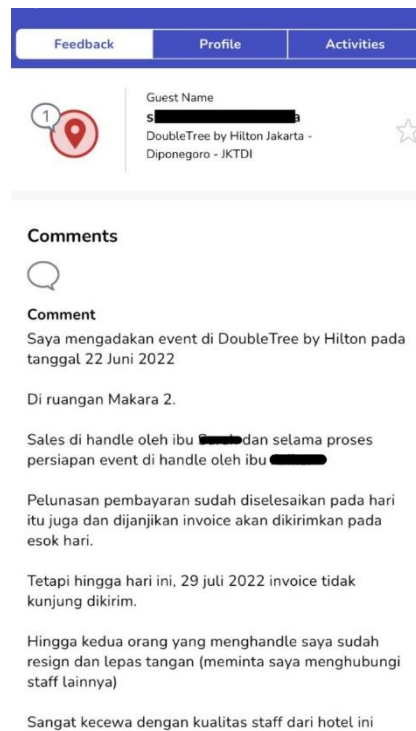 Feedback Profile Activities
1
Guest Name
DoubleTree by Hilton Jakarta -
Diponegoro - JKTDI
Comments
Comment
Saya mengadakan event di DoubleTree by Hilton pada
tanggal 22 Juni 2022
Di ruangan Makara 2.
Sales di handle oleh ibu dan selama proses
persiapan event di handle oleh ibu
Pelunasan pembayaran sudah diselesaikan pada hari
itu juga dan dijanjikan invoice akan dikirimkan pada
esok hari.
Tetapi hingga hari ini, 29 juli 2022 invoice tidak
kunjung dikirim.
Hingga kedua orang yang menghandle saya sudah
resign dan lepas tangan (meminta saya menghubungi
staff lainnya)
Sangat kecewa dengan kualitas staff dari hotel ini